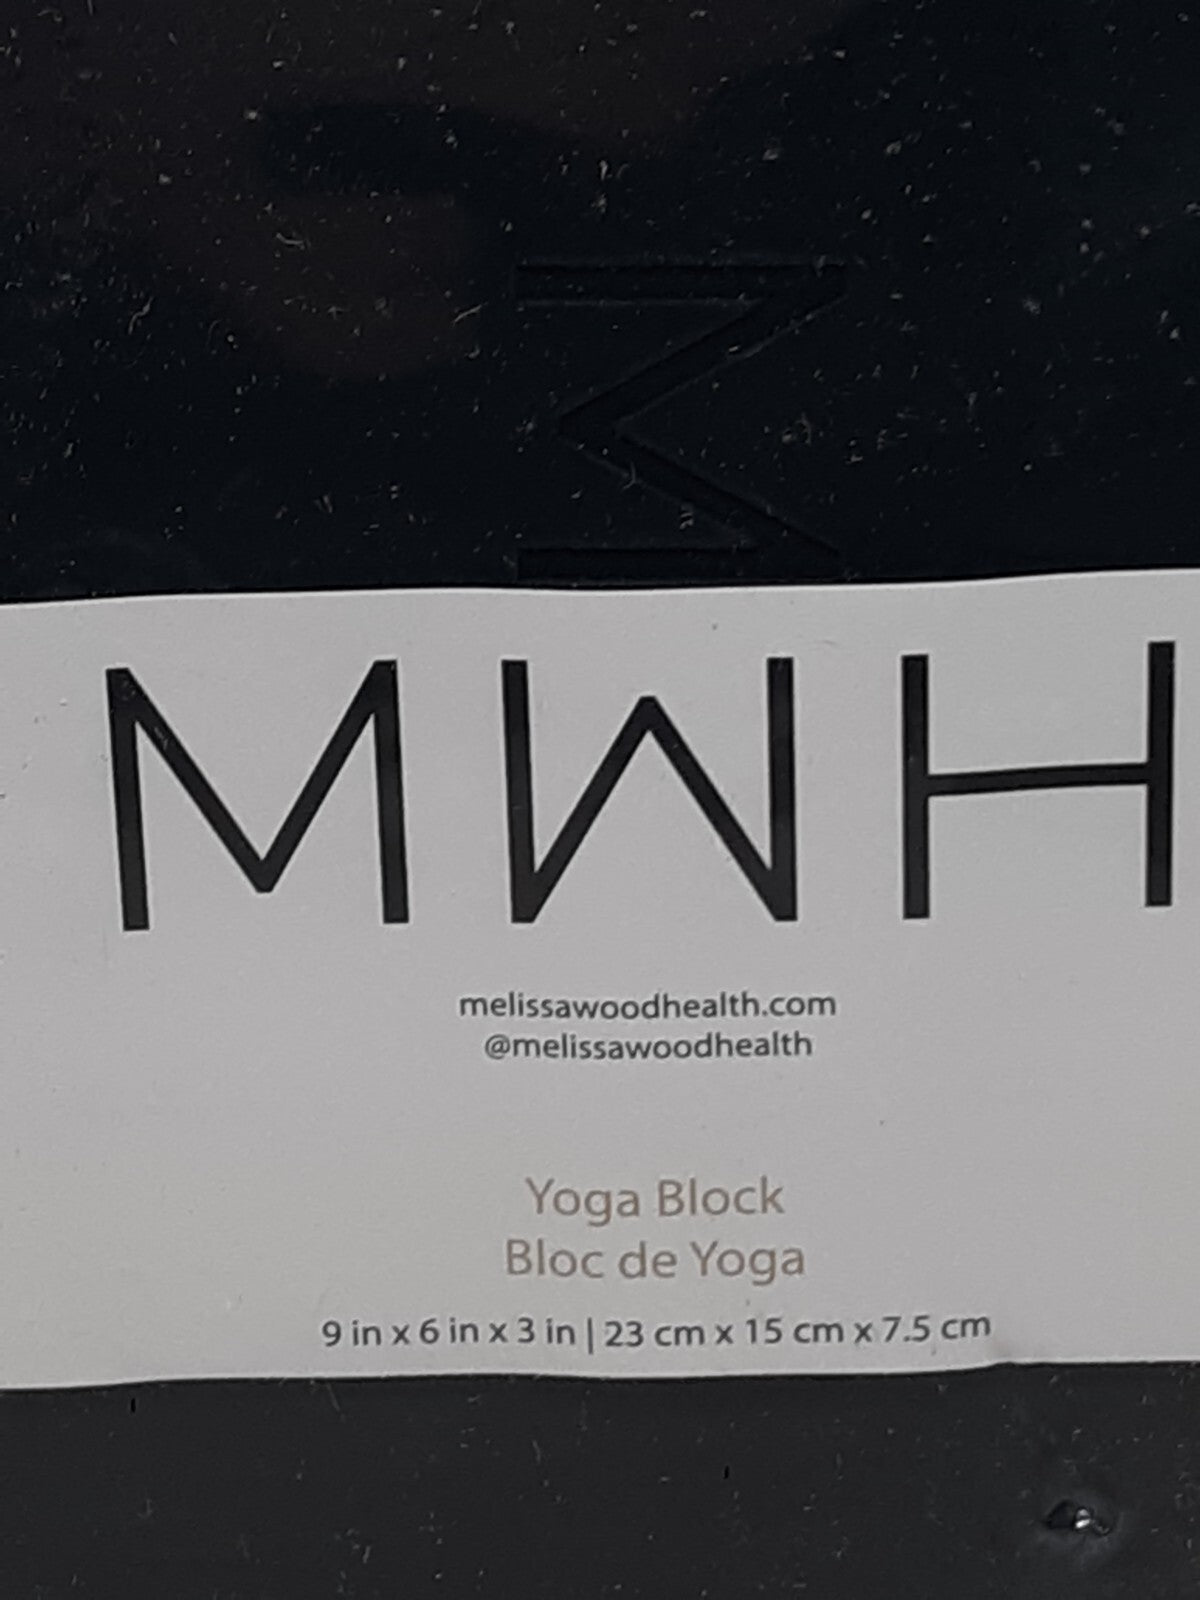 M
MWH
melissawoodhealth.com
@melissawoodhealth
Yoga Block
Bloc de Yoga
9 in x 6 in x 3 in | 23 cm x 15 cm x 7.5 cm